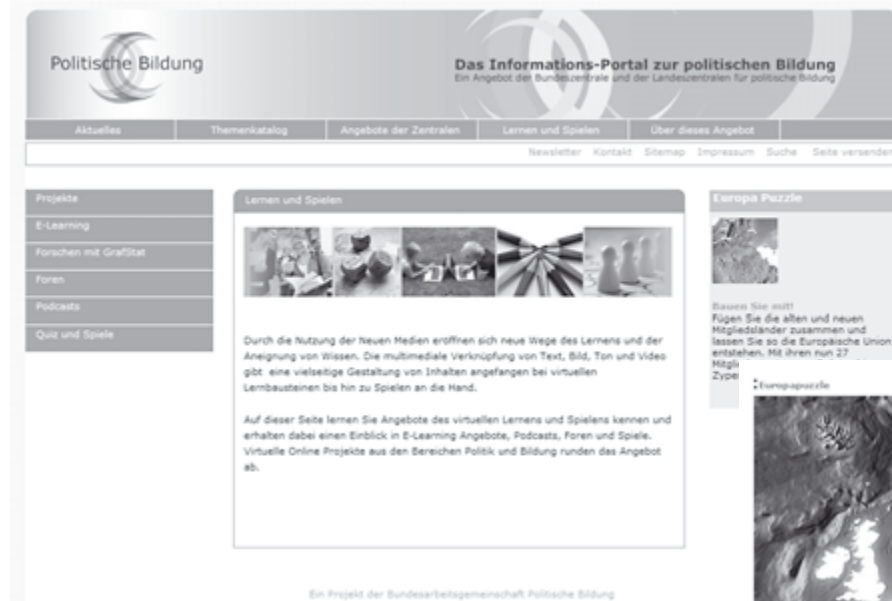 Politische Bildung
Das Informations-Portal zur politischen Bildung
Ein Angebot der Bundeszentrale und der Landeszentralen für politische Bildung
Aktuelles Themenkatalog Angebote der Zentralen Lernen und Spielen Über dieses Angebot
Newsletter Kontakt Sitemap Impressum Suche Seite versenden
Projekte
E-Learning
Forschen mit GrafStat
Foren
Podcasts
Quiz und Spiele
Lernen und Spielen
Durch die Nutzung der Neuen Medien eröffnen sich neue Wege des Lernens und der
Aneignung von Wissen. Die multimediale Verknüpfung von Text, Bild, Ton und Video
gibt eine vielseitige Gestaltung von Inhalten angefangen bei virtuellen
Lernbausteinen bis hin zu Spielen an die Hand.
Auf dieser Seite lernen Sie Angebote des virtuellen Lernens und Spielens kennen und
erhalten dabei einen Einblick in E-Learning Angebote, Podcasts, Foren und Spiele.
Virtuelle Online Projekte aus den Bereichen Politik und Bildung runden das Angebot
ab.
Europa Puzzle
Bauen Sie mit!
Fügen Sie die alten und neuen
Mitgliedsländer zusammen und
lassen Sie so die Europäische Union
entstehen. Mit ihren nun 27
Europapuzzle
Ein Projekt der Bundesarbeitsgemeinschaft Politische Bildung